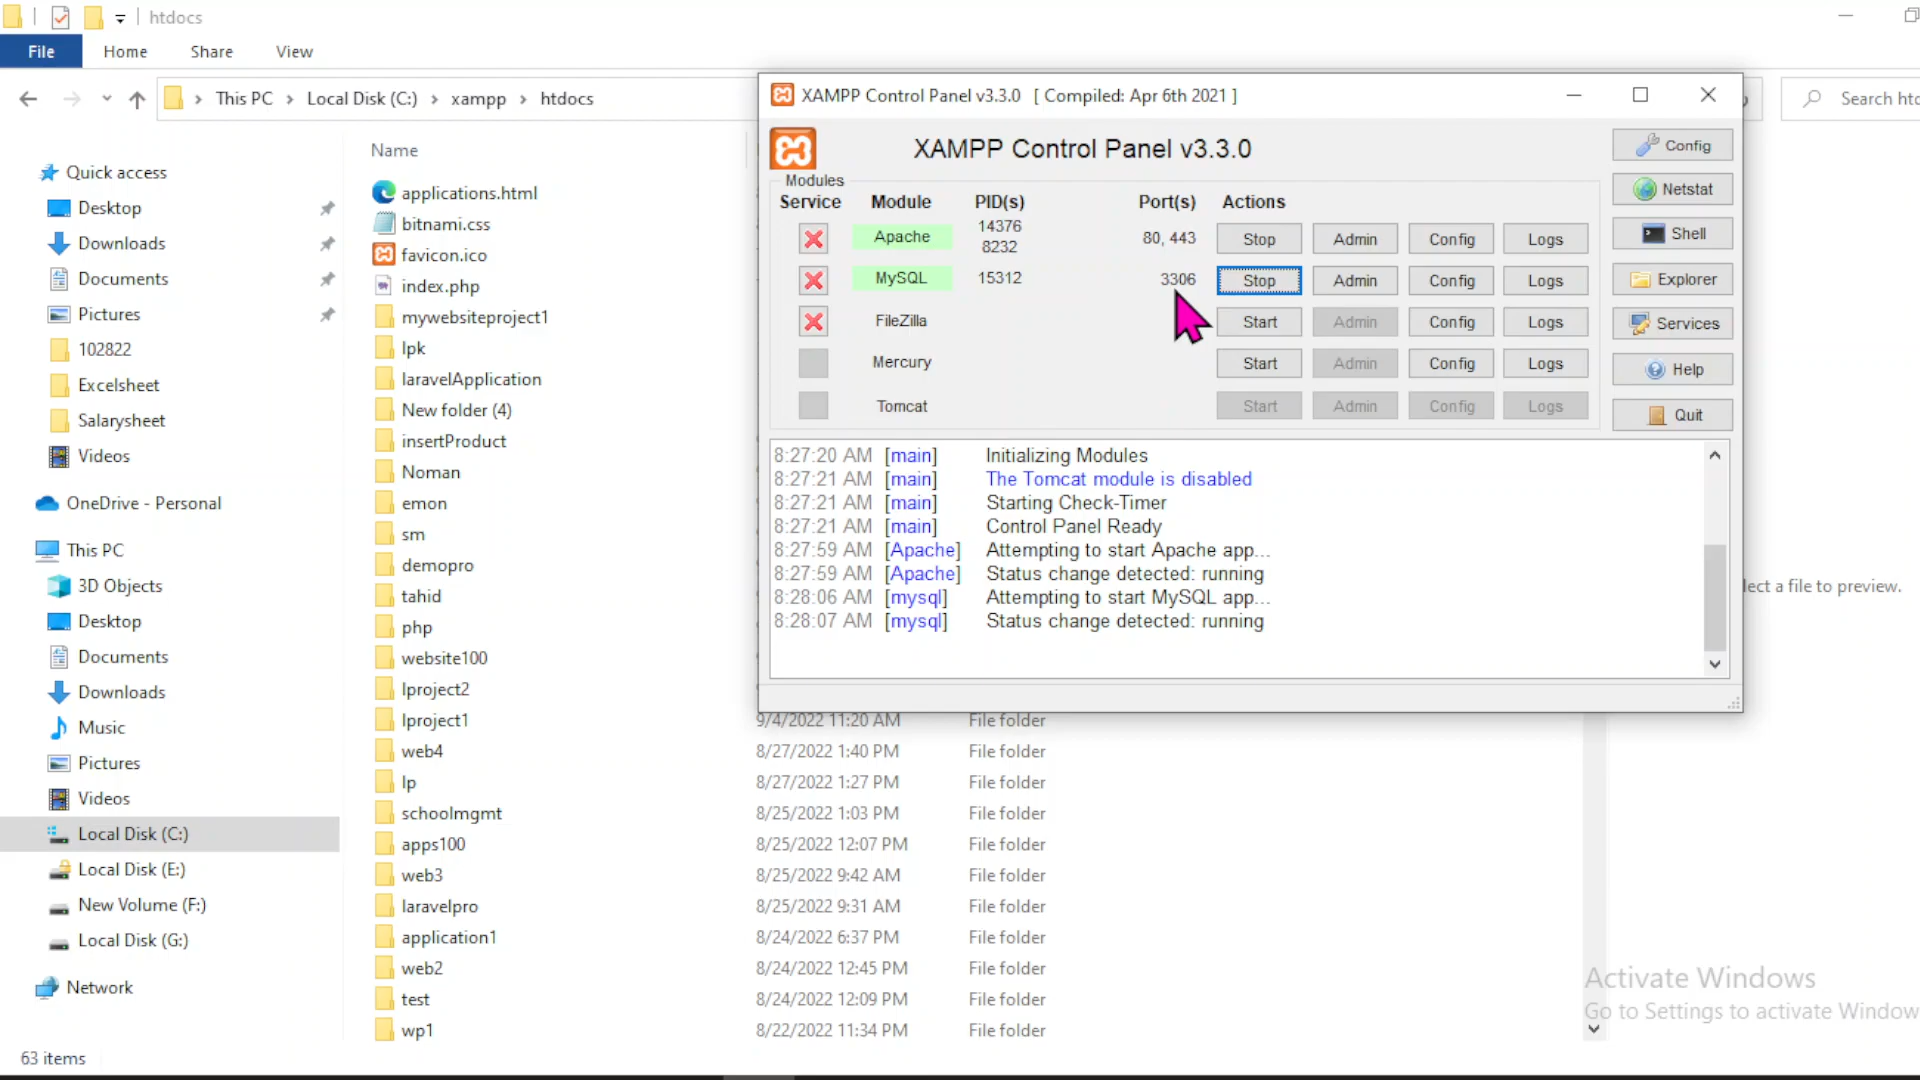 htdocs
File Home Share View
This PC Local Disk (C:) xampp htdocs
Search htd
Quick access
Desktop
Downloads
Documents
Pictures
102822
Excelsheet
Salarysheet
Videos
OneDrive - Personal
This PC
3D Objects
Desktop
Documents
Downloads
Music
Pictures
Videos
Local Disk (C:)
Local Disk (E:)
New Volume (F:)
Local Disk (G:)
Network
63 items
Name
applications.html
bitnami.css
favicon.ico
index.php
mywebsiteproject1
lpk
laravelApplication
New folder (4)
insertProduct
Noman
emon
sm
demopro
tahid
php
website100
lproject2
lproject1 9/4/2022 11:20 AM File folder
web4 8/27/2022 1:40 PM File folder
lp 8/27/2022 1:27 PM File folder
schoolmgmt 8/25/2022 1:03 PM File folder
apps100 8/25/2022 12:07 PM File folder
web3 8/25/2022 9:42 AM File folder
laravelpro 8/25/2022 9:31 AM File folder
application1 8/24/2022 6:37 PM File folder
web2 8/24/2022 12:45 PM File folder
test 8/24/2022 12:09 PM File folder
wp1 8/22/2022 11:34 PM File folder
XAMPP Control Panel v3.3.0 [ Compiled: Apr 6th 2021 ]
XAMPP Control Panel v3.3.0
Modules
Service Module PID(s) Port(s) Actions
Apache 14376 8232 80, 443 Stop Admin Config Logs
MySQL 15312 3306 Stop Admin Config Logs
FileZilla Start Admin Config Logs
Mercury Start Admin Config Logs
Tomcat Start Admin Config Logs
Config
Netstat
Shell
Explorer
Services
Help
Quit
8:27:20 AM [main] Initializing Modules
8:27:21 AM [main] The Tomcat module is disabled
8:27:21 AM [main] Starting Check-Timer
8:27:21 AM [main] Control Panel Ready
8:27:59 AM [Apache] Attempting to start Apache app...
8:27:59 AM [Apache] Status change detected: running
8:28:06 AM [mysql] Attempting to start MySQL app...
8:28:07 AM [mysql] Status change detected: running
lect a file to preview.
Activate Windows
Go to Settings to activate Window